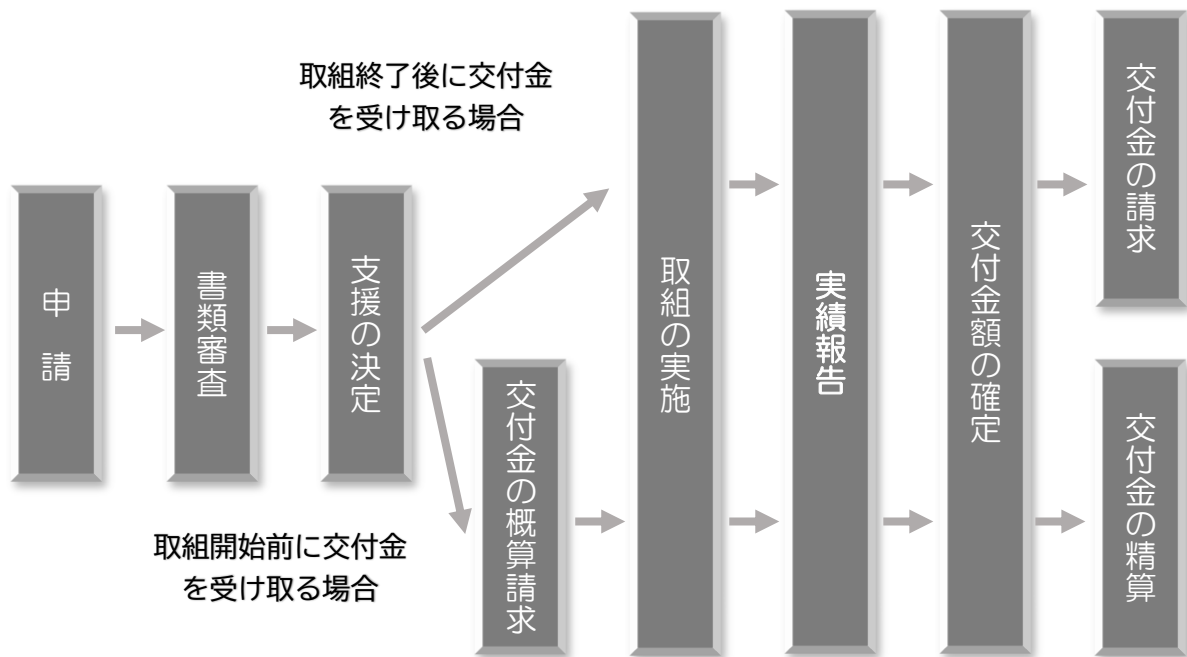 取組終了後に交付金
を受け取る場合
申請
書類審査
支援の決定
取組開始前に交付金
を受け取る場合
交付金の概算請求
取組の実施
実績報告
交付金額の確定
交付金の請求
交付金の精算